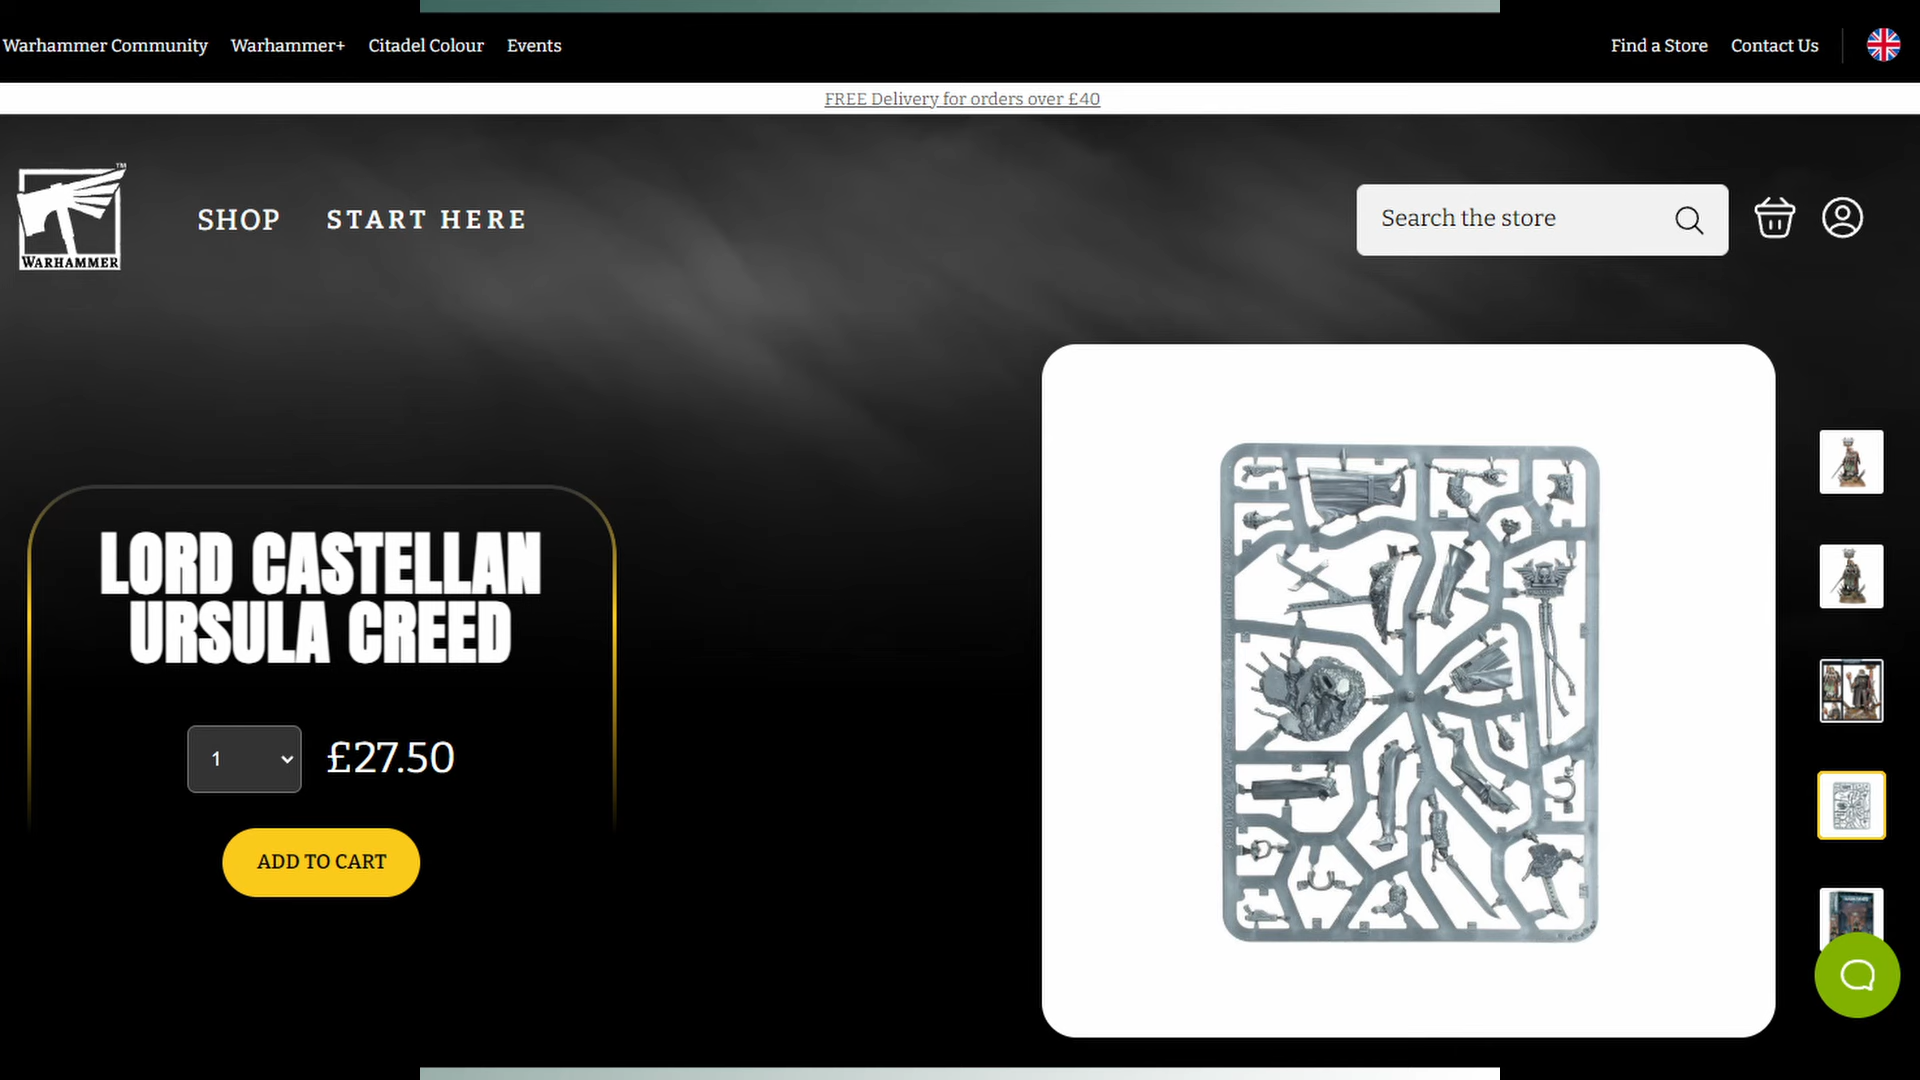 Warhammer Community Warhammer+ Citadel Colour Events Find a Store Contact Us
FREE Delivery for orders over £40
WARHAMMER
TM
SHOP START HERE
Search the store
LORD CASTELLAN
URSULA CREED
1 £27.50
ADD TO CART